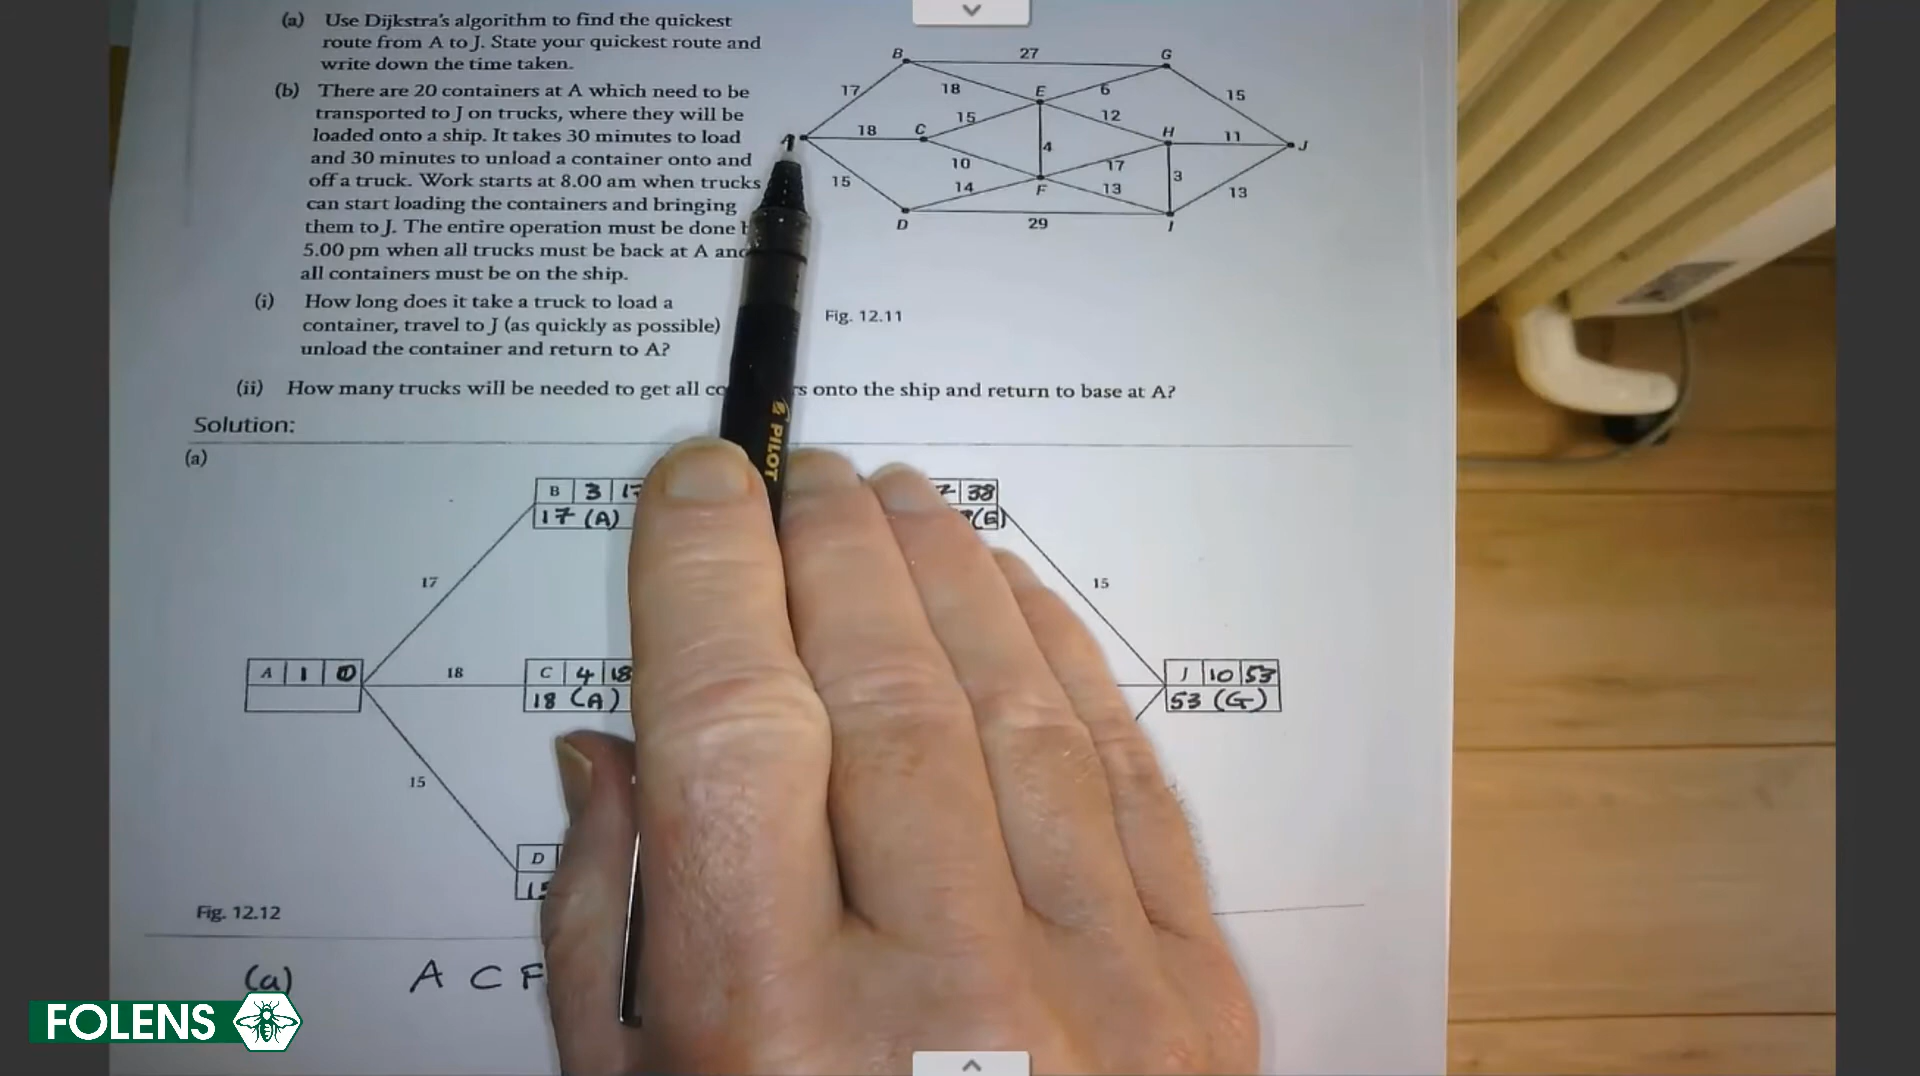 (a) Use Dijkstra's algorithm to find the quickest
route from A to J. State your quickest route and
write down the time taken.
(b) There are 20 containers at A which need to be
transported to J on trucks, where they will be
loaded onto a ship. It takes 30 minutes to load
and 30 minutes to unload a container onto and
off a truck. Work starts at 8.00 am when trucks
can start loading the containers and bringing
them to J. The entire operation must be done
5.00 pm when all trucks must be back at A and
all containers must be on the ship.
(i) How long does it take a truck to load a
container, travel to J (as quickly as possible)
unload the container and return to A?
(ii) How many trucks will be needed to get all onto the ship and return to base at A?
B 27 G
17 18 E 6 15
15 12
18 C H 11 J
4
10 17 3
15 14 F 13 13
D 29 I
Fig. 12.11
Solution:
(a)
B 3 38
17 (A)
17 15
A 1 0
18
C 4 18
18 (A)
J 10 53
53 (G)
15
D
Fig. 12.12
(a) A C F
FOLENS
PILOT